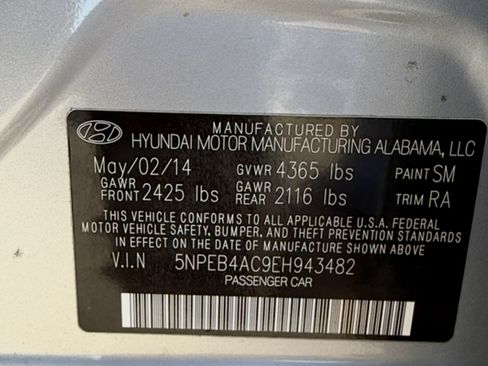 MANUFACTURED BY
HYUNDAI MOTOR MANUFACTURING ALABAMA, LLC
May/02/14 GVWR 4365 lbs PAINT SM
GAWR FRONT 2425 lbs GAWR REAR 2116 lbs TRIM RA
THIS VEHICLE CONFORMS TO ALL APPLICABLE U.S.A. FEDERAL
MOTOR VEHICLE SAFETY, BUMPER, AND THEFT PREVENTION STANDARDS
IN EFFECT ON THE DATE OF MANUFACTURE SHOWN ABOVE
V.I.N 5NPEB4AC9EH943482
PASSENGER CAR